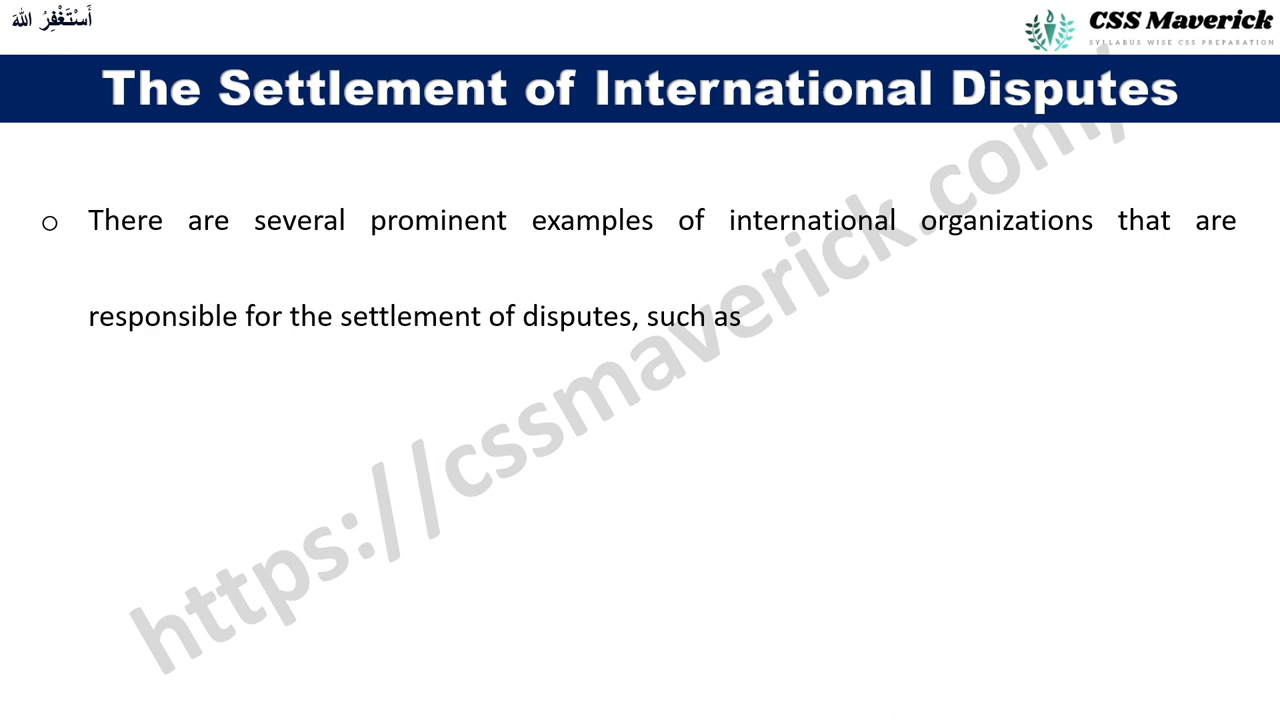 أَسْتَغْفِرُ اللّٰهَ
CSS Maverick
SYLLABUS WISE CSS PREPARATION
The Settlement of International Disputes
o There are several prominent examples of international organizations that are
responsible for the settlement of disputes, such as
https://cssmaverick.com/